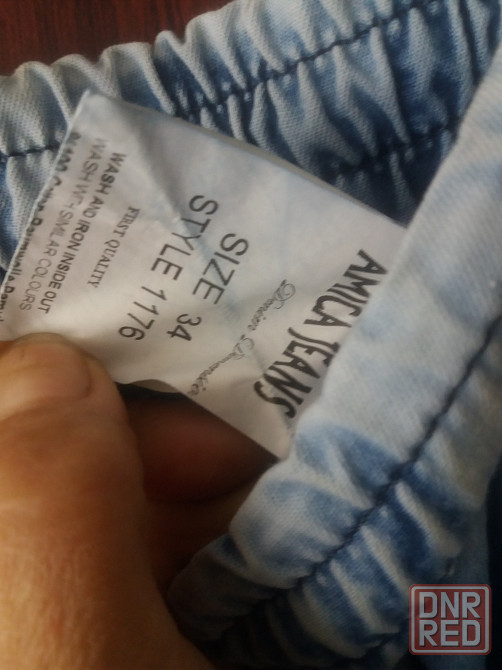 AMICA JEANS
SIZE 34
STYLE 1176
FIRST QUALITY
WASH AND IRON INSIDE OUT
WASH WITH SIMILAR COLOURS
DNR
RED